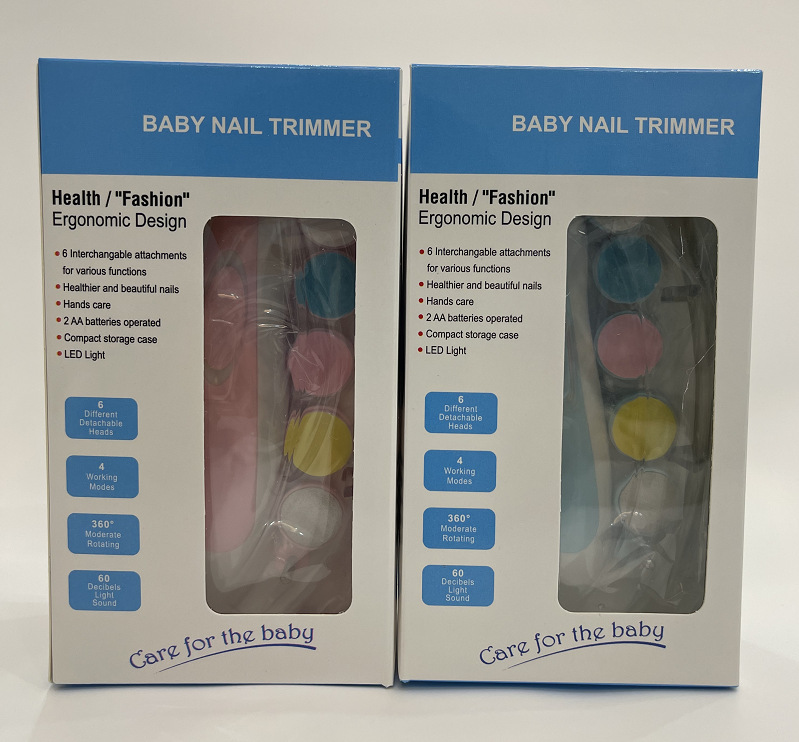 BABY NAIL TRIMMER
Health / "Fashion"
Ergonomic Design
• 6 Interchangable attachments
for various functions
• Healthier and beautiful nails
• Hands care
• 2 AA batteries operated
• Compact storage case
• LED Light
6
Different
Detachable
Heads
4
Working
Modes
360°
Moderate
Rotating
60
Decibels
Light
Sound
Care for the baby
BABY NAIL TRIMMER
Health / "Fashion"
Ergonomic Design
• 6 Interchangable attachments
for various functions
• Healthier and beautiful nails
• Hands care
• 2 AA batteries operated
• Compact storage case
• LED Light
6
Different
Detachable
Heads
4
Working
Modes
360°
Moderate
Rotating
60
Decibels
Light
Sound
Care for the baby